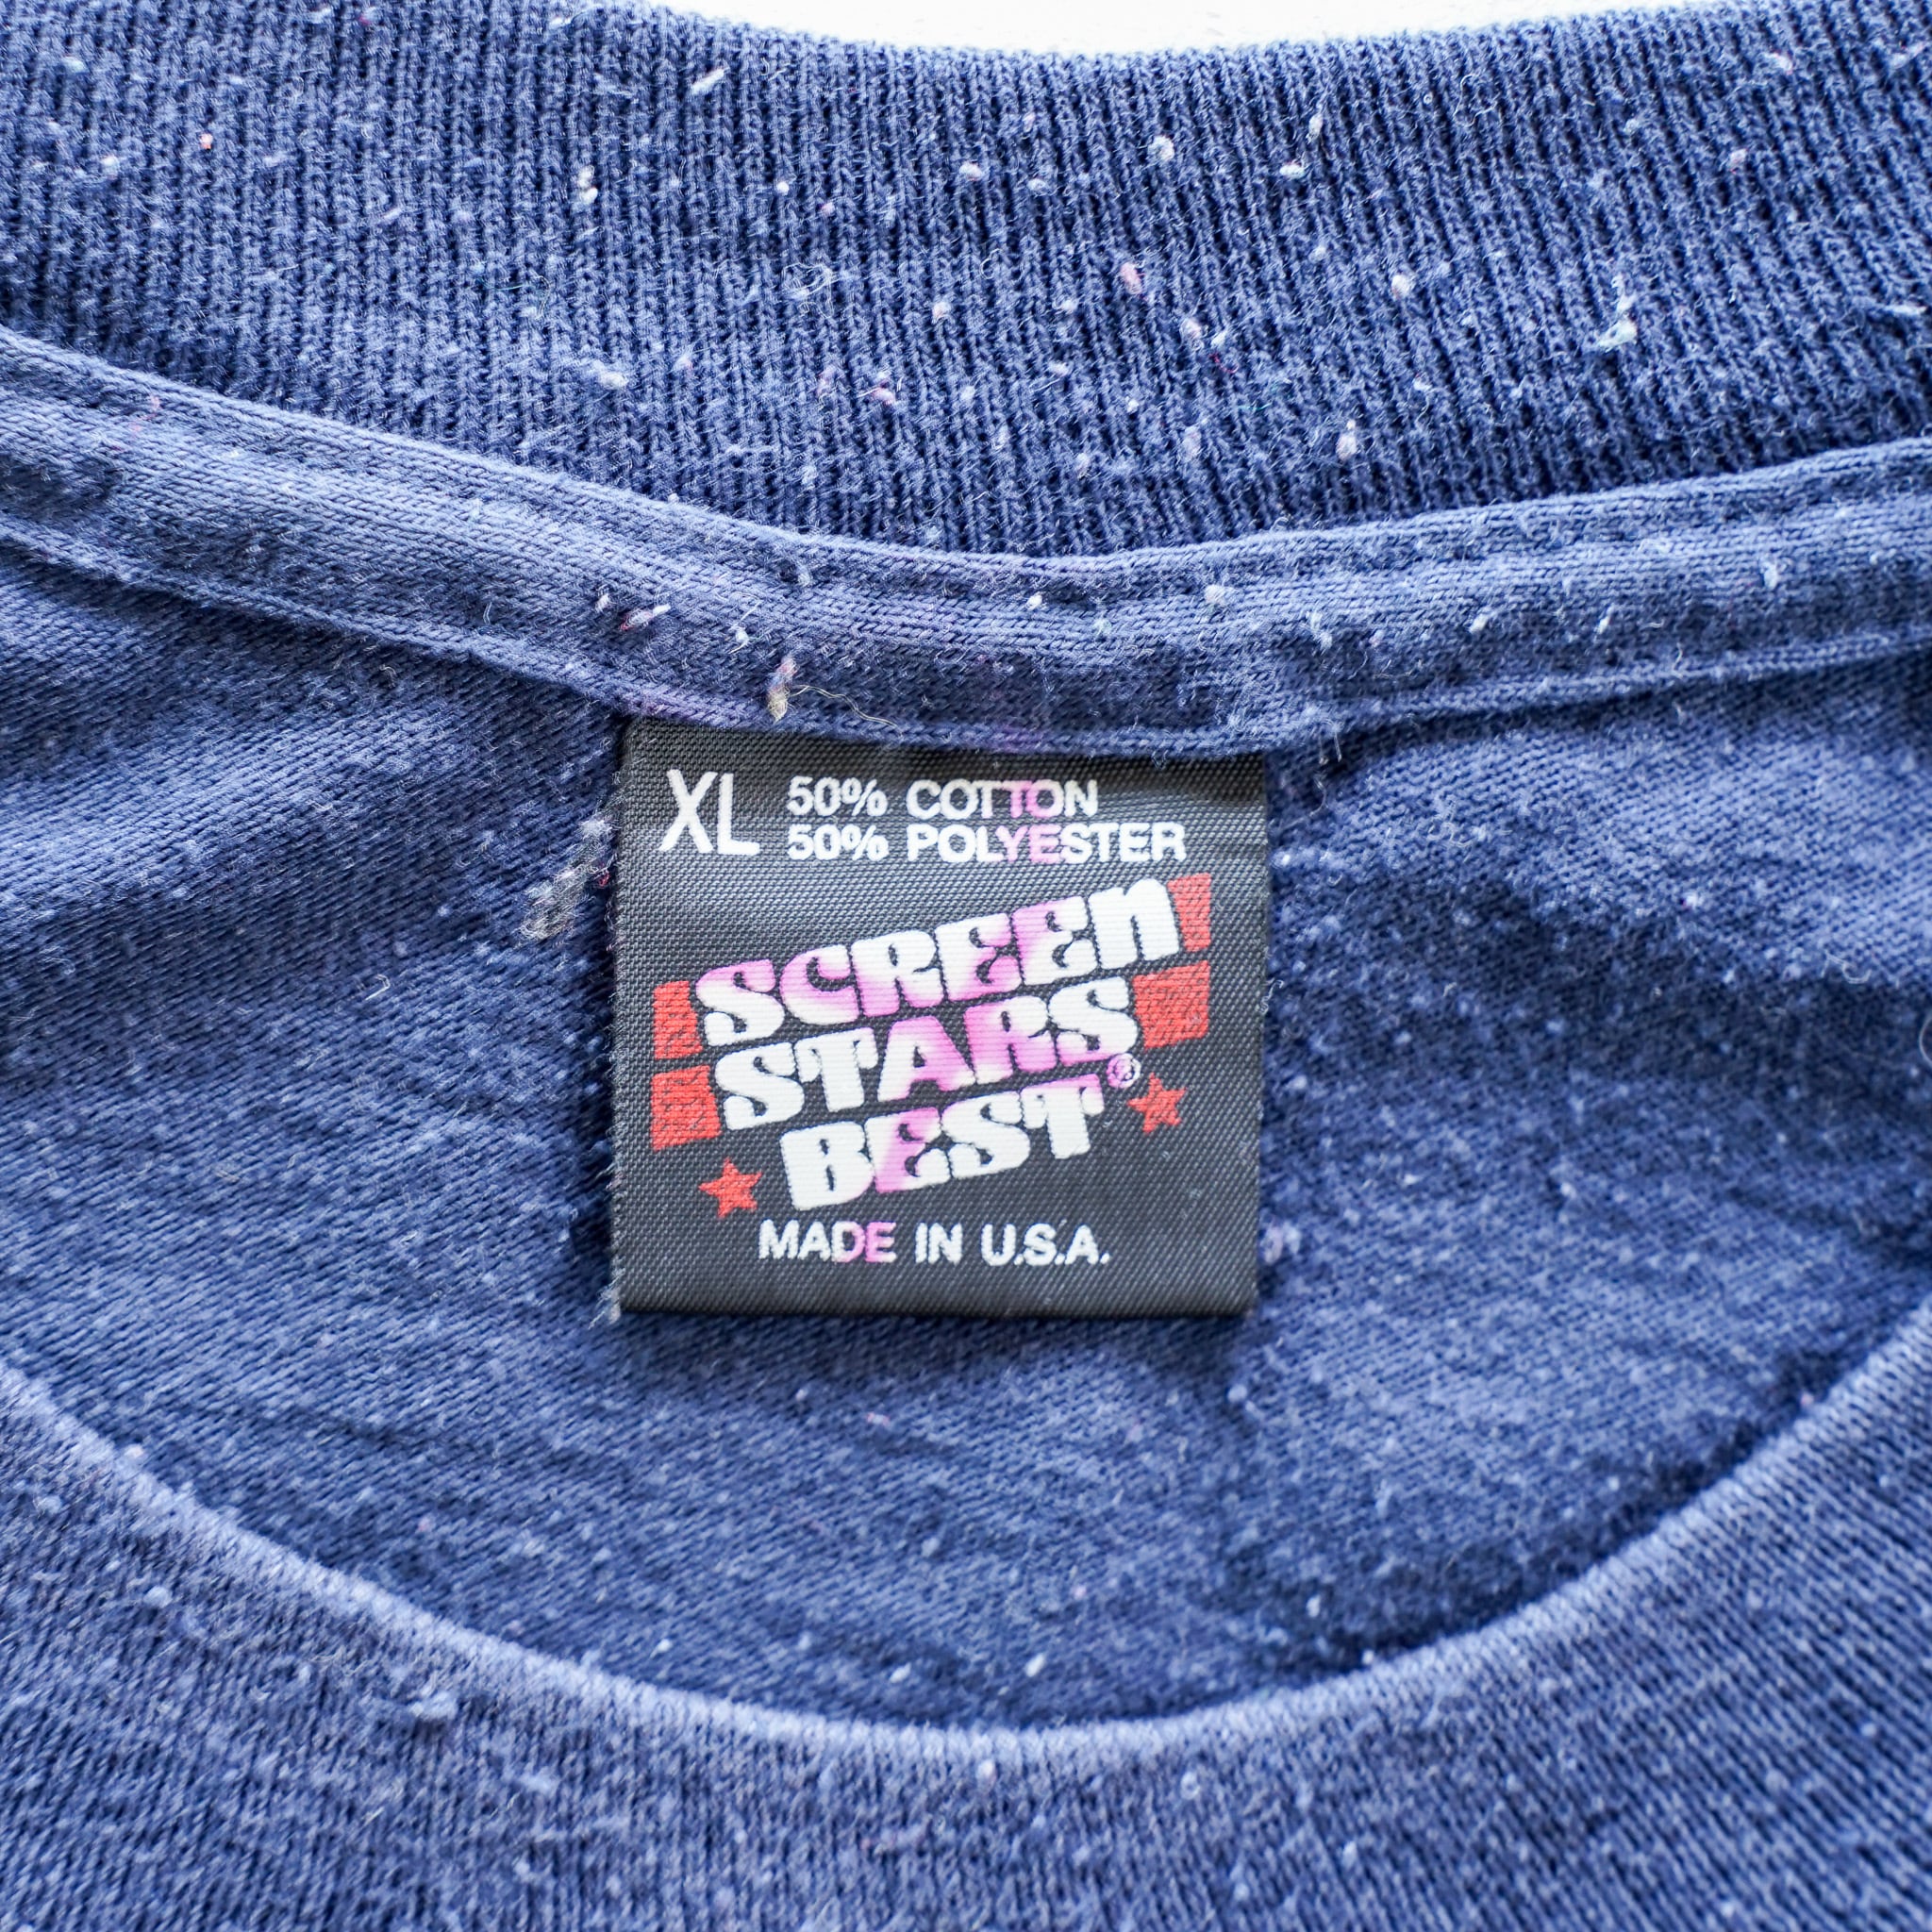 XL 50% COTTON
50% POLYESTER
SCREEn
STARS
BEST®
MADE IN U.S.A.